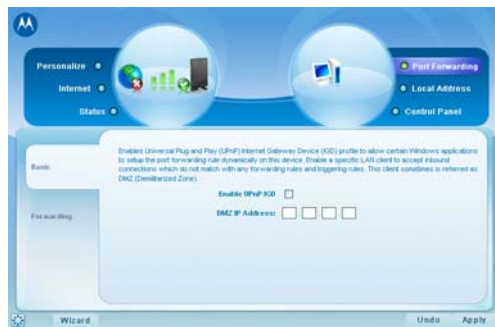 Personalize
Internet
Status
Port Forwarding
Local Address
Control Panel
Basic
Forwarding
Enables Universal Plug and Play (UPnP) Internet Gateway Device (IGD) profile to allow certain Windows applications
to setup the port forwarding rule dynamically on this device. Enable a specific LAN client to accept inbound
connections which do not match with any forwarding rules and triggering rules. This client sometimes is referred as
DMZ (Demilitarized Zone).
Enable UPnP IGD
DMZ IP Address:
Wizard
Undo
Apply